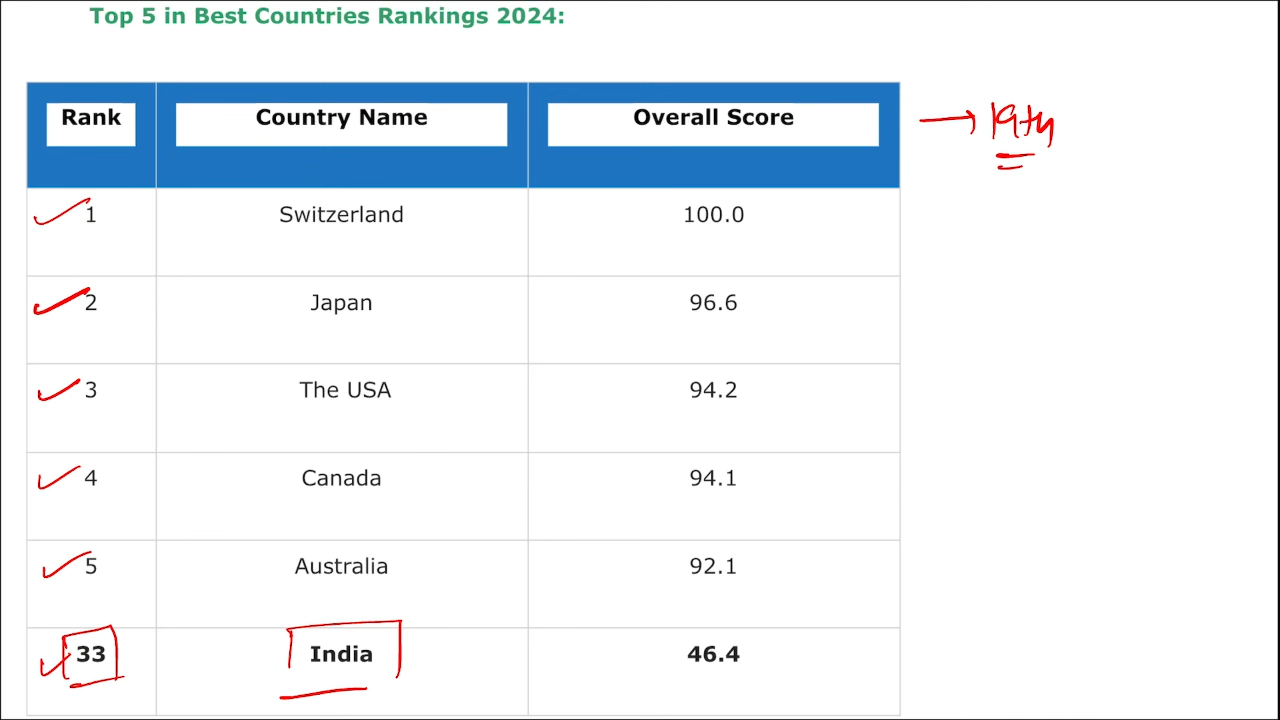 Top 5 in Best Countries Rankings 2024:
Rank Country Name Overall Score
19th
1 Switzerland 100.0
2 Japan 96.6
3 The USA 94.2
4 Canada 94.1
5 Australia 92.1
33 India 46.4